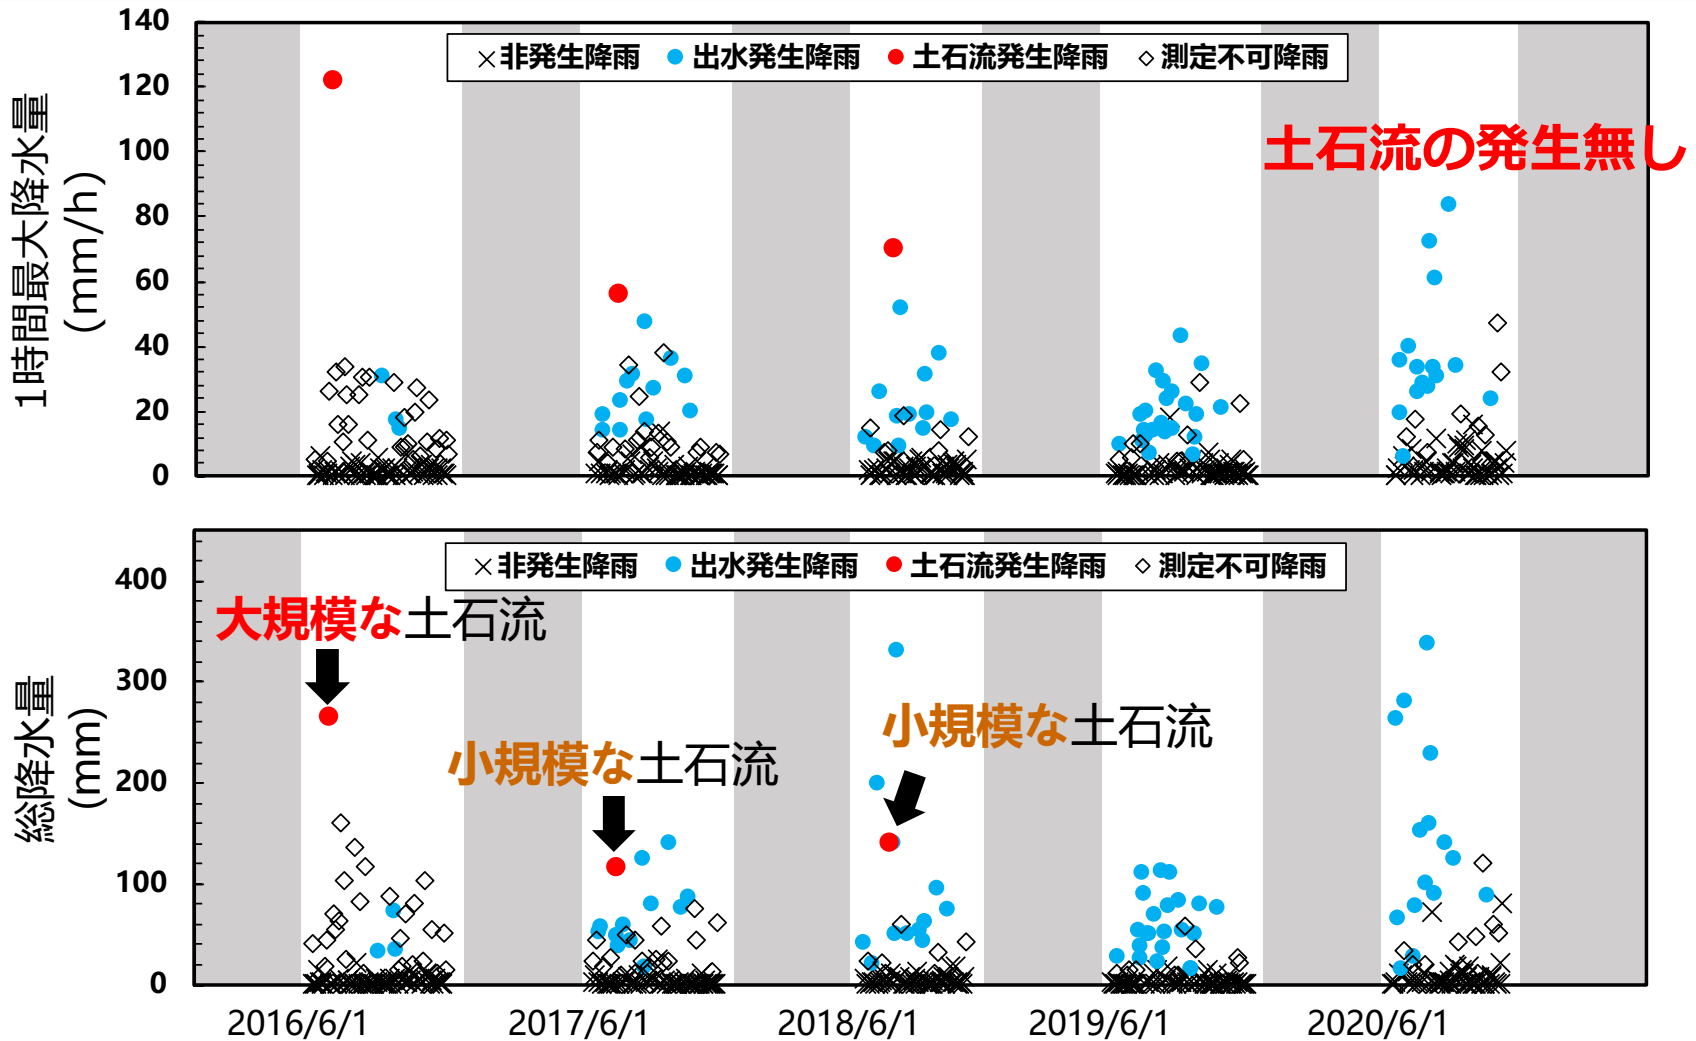 140
120
100
80
60
40
20
0
1時間最大降水量
(mm/h)
非発生降雨 出水発生降雨 土石流発生降雨 測定不可降雨
土石流の発生無し
400
300
200
100
0
総降水量
(mm)
非発生降雨 出水発生降雨 土石流発生降雨 測定不可降雨
大規模な土石流
小規模な土石流
小規模な土石流
2016/6/1 2017/6/1 2018/6/1 2019/6/1 2020/6/1